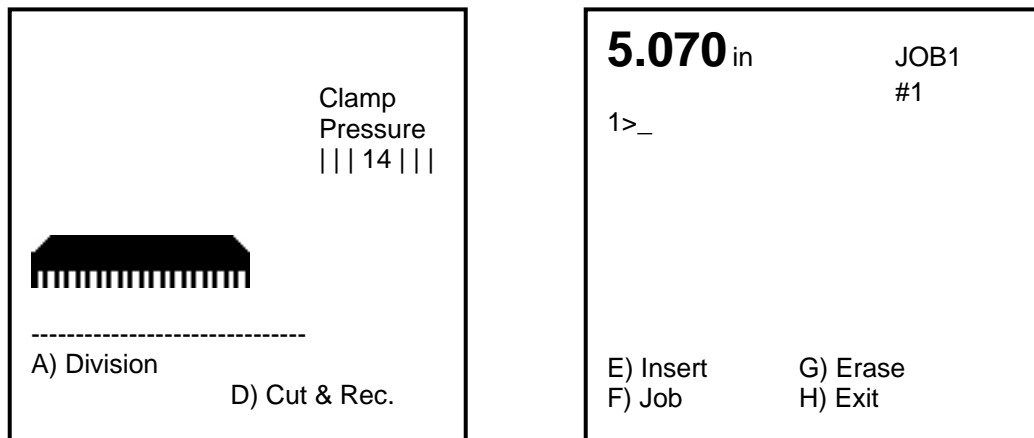 Clamp
Pressure
| | | 14 | | |
-------------------------------
A) Division
D) Cut & Rec.
5.070 in JOB1
#1
1>_
E) Insert G) Erase
F) Job H) Exit